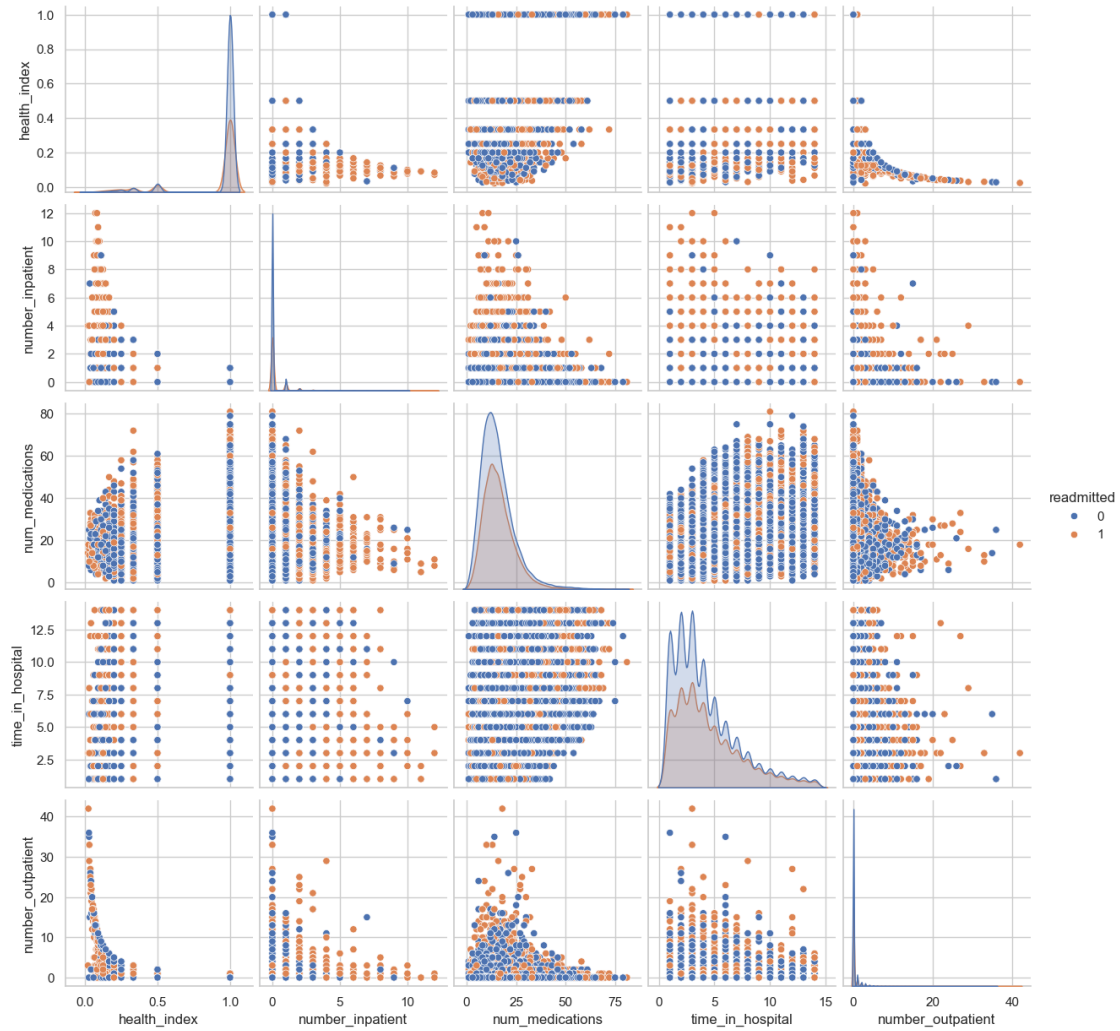 health_index
1.0
0.8
0.6
0.4
0.2
0.0
number_inpatient
12
10
8
6
4
2
0
num_medications
80
60
40
20
0
time_in_hospital
12.5
10.0
7.5
5.0
2.5
number_outpatient
40
30
20
10
0
0.0 0.5 1.0
health_index
0 5 10
number_inpatient
0 25 50 75
num_medications
0 5 10 15
time_in_hospital
0 20 40
number_outpatient
readmitted
0
1